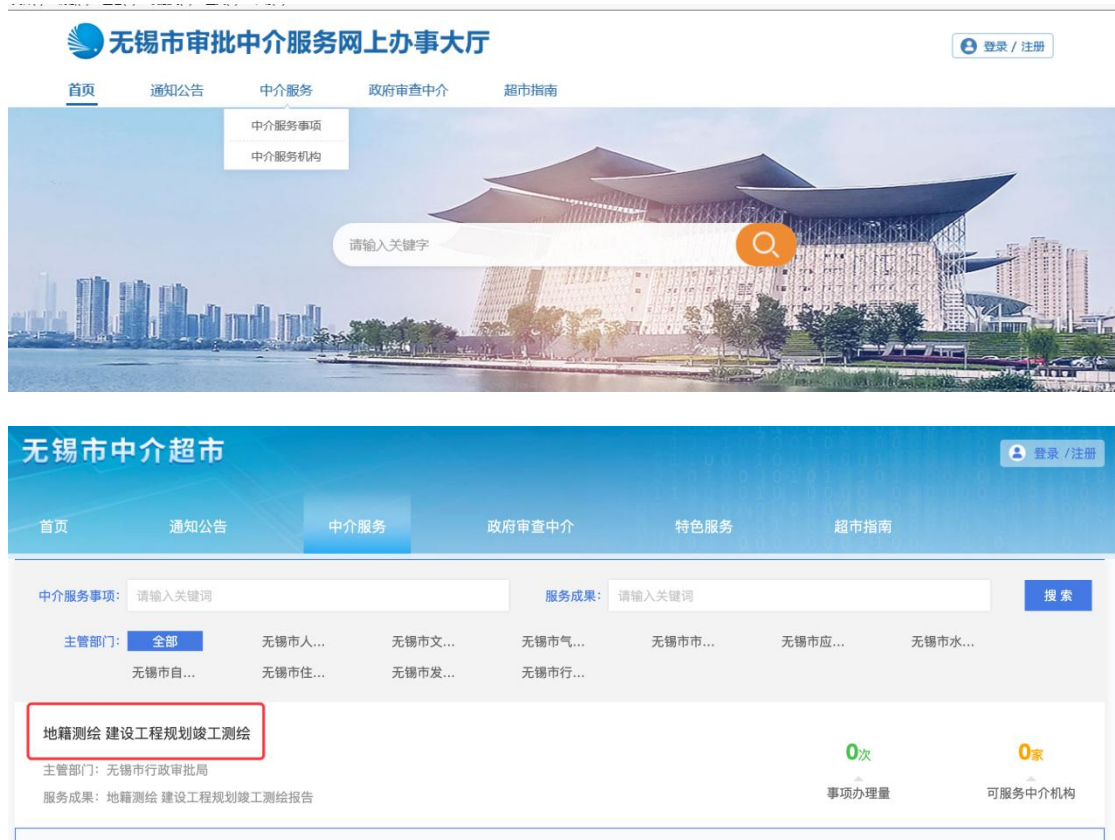 无锡市审批中介服务网上办事大厅
登录 / 注册
首页 通知公告 中介服务 政府审查中介 超市指南
中介服务事项
中介服务机构
请输入关键字
无锡市中介超市
登录 /注册
首页 通知公告 中介服务 政府审查中介 特色服务 超市指南
中介服务事项: 请输入关键词 服务成果: 请输入关键词 搜索
主管部门: 全部 无锡市人... 无锡市文... 无锡市气... 无锡市市... 无锡市应... 无锡市水...
无锡市自... 无锡市住... 无锡市发... 无锡市行...
地籍测绘 建设工程规划竣工测绘
0次 0家
主管部门: 无锡市行政审批局
事项办理量 可服务中介机构
服务成果: 地籍测绘 建设工程规划竣工测绘报告